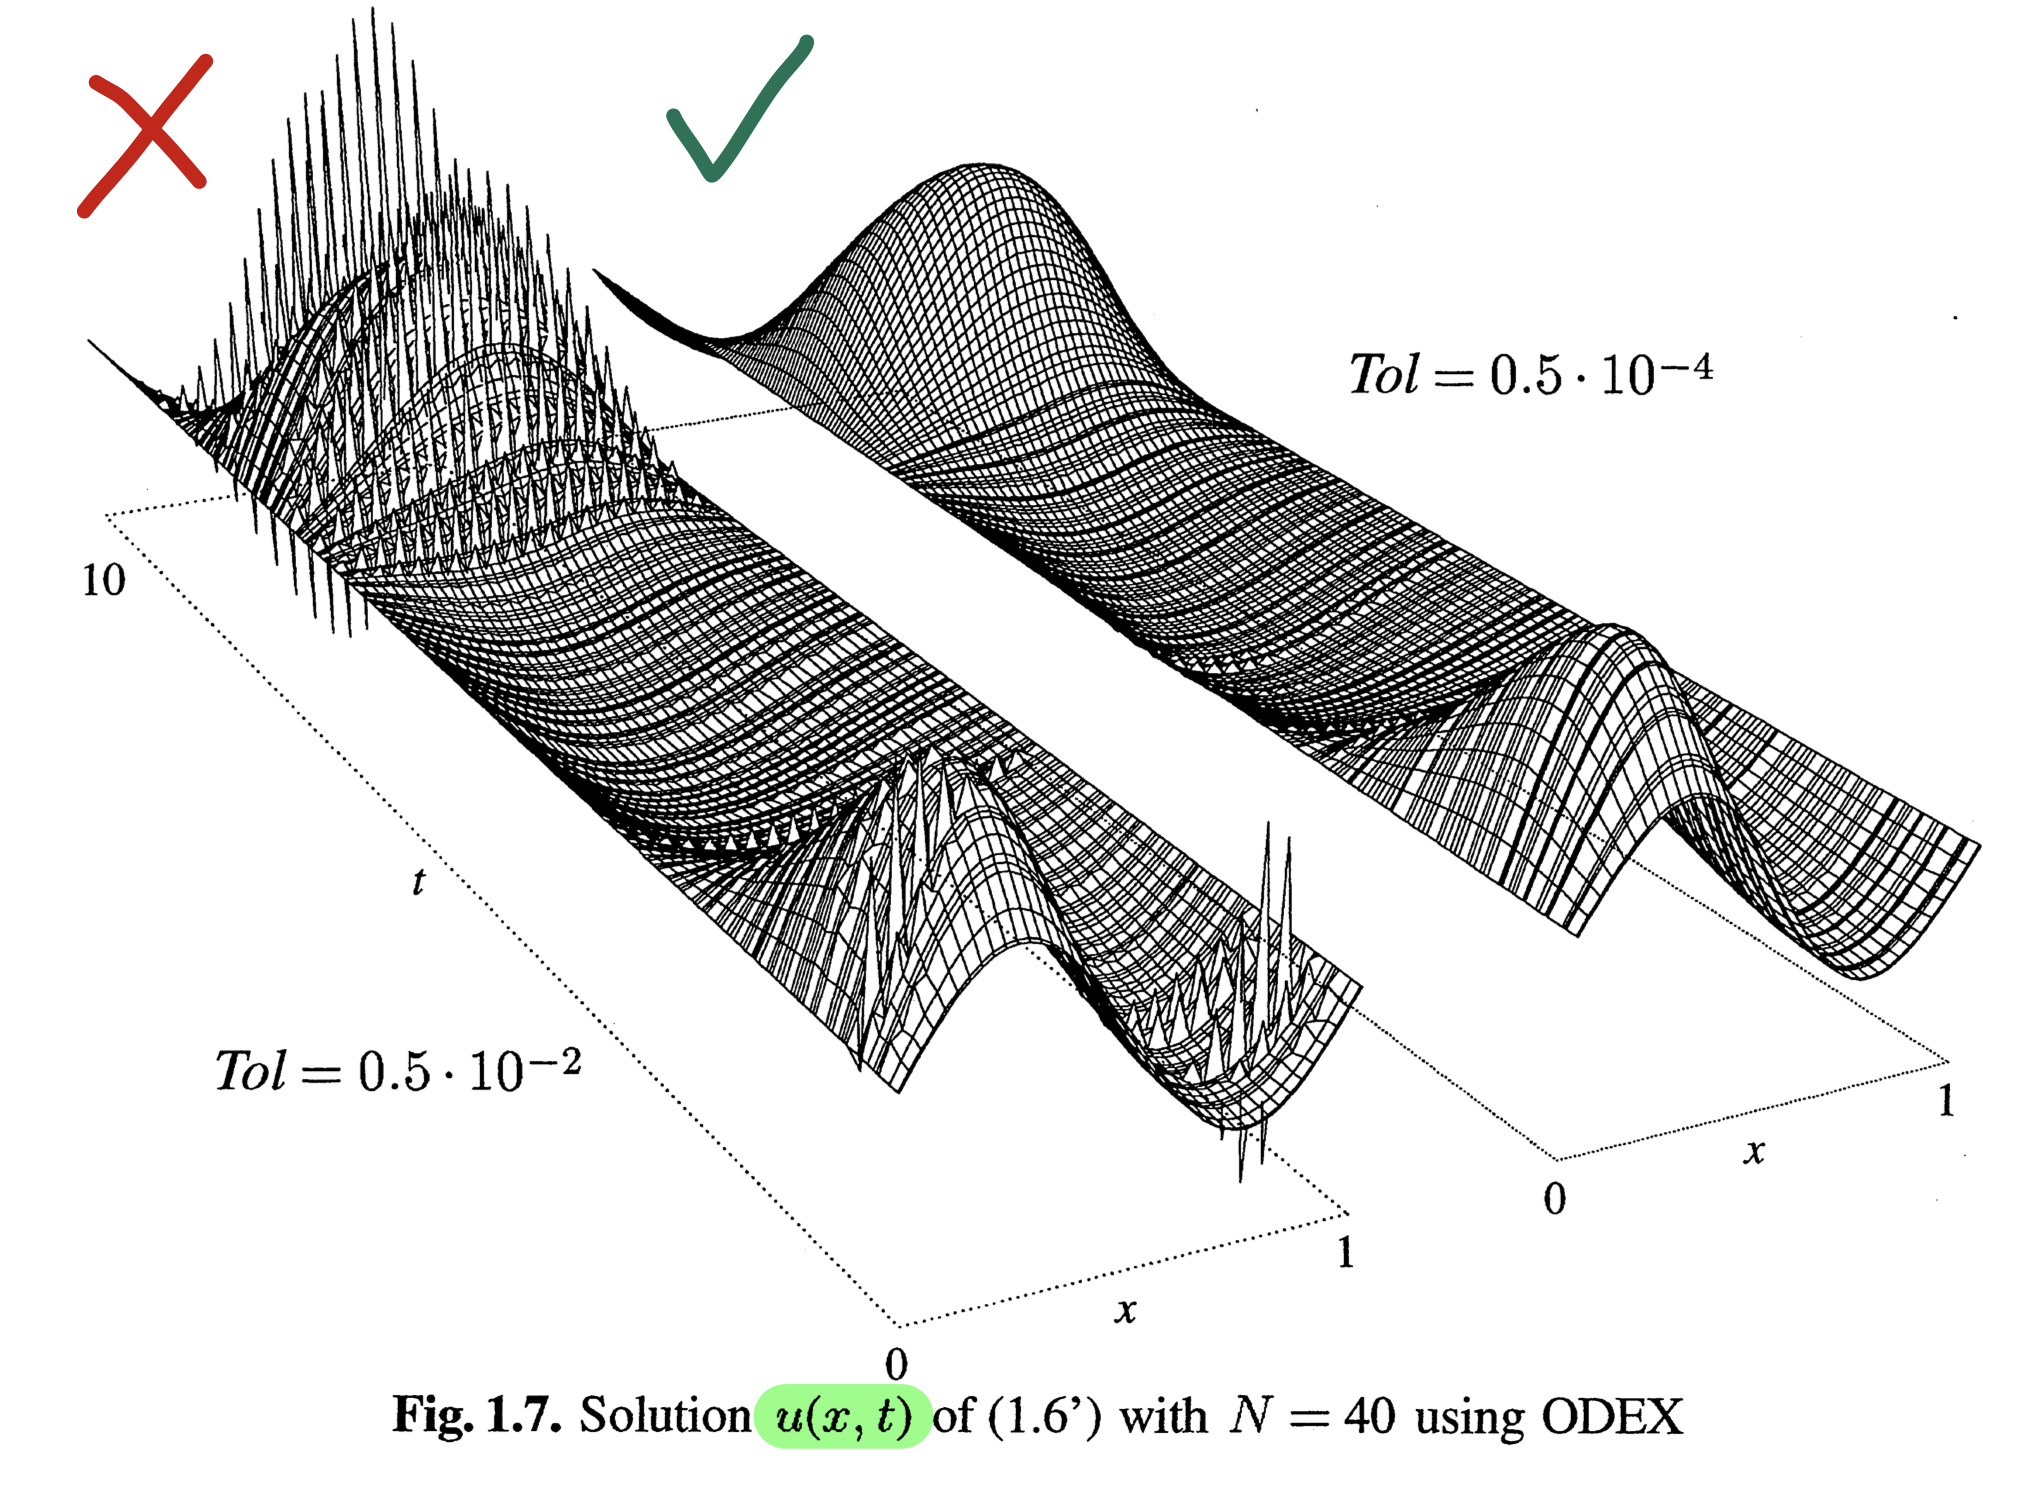 Tol = 0.5 · 10⁻⁴
10
t
Tol = 0.5 · 10⁻²
1
x
0
1
x
0
Fig. 1.7. Solution u(x, t) of (1.6’) with N = 40 using ODEX